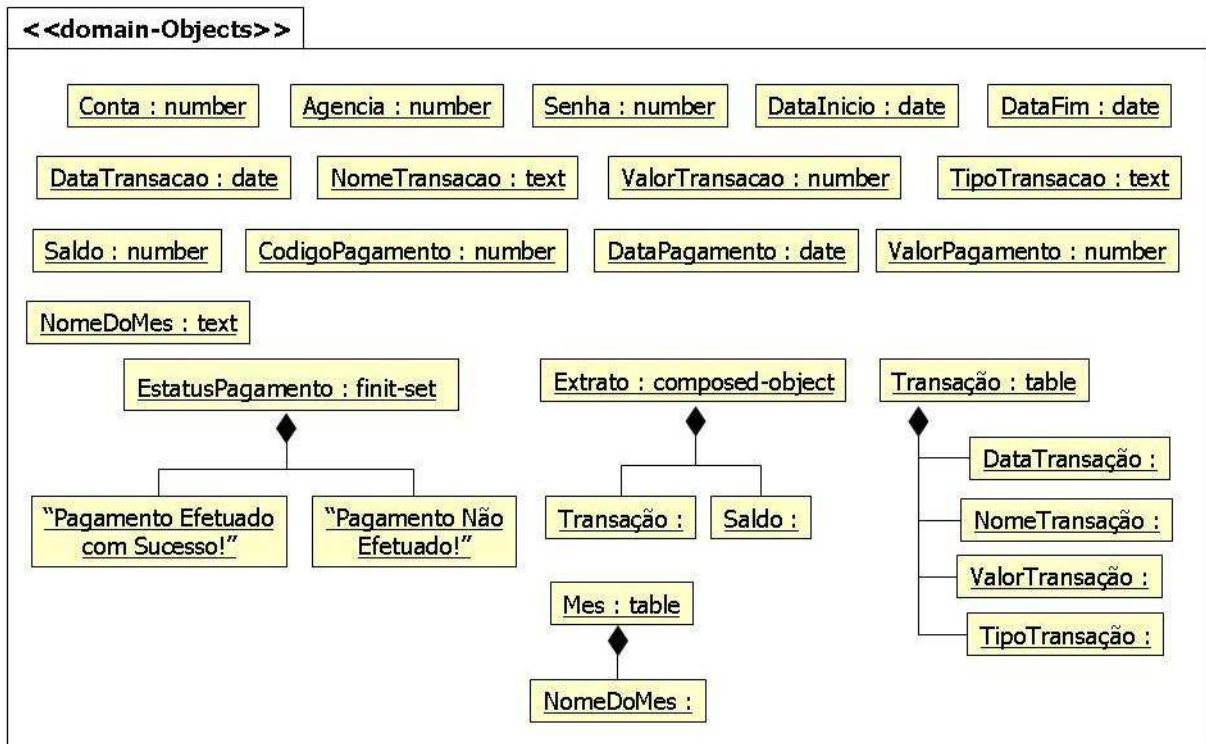 <<domain-Objects>>
Conta : number
Agencia : number
Senha : number
DataInicio : date
DataFim : date
DataTransacao : date
NomeTransacao : text
ValorTransacao : number
TipoTransacao : text
Saldo : number
CodigoPagamento : number
DataPagamento : date
ValorPagamento : number
NomeDoMes : text
EstatusPagamento : finit-set
“Pagamento Efetuado
com Sucesso!”
“Pagamento Não
Efetuado!”
Extrato : composed-object
Transação :
Saldo :
Transação : table
DataTransação :
NomeTransação :
ValorTransação :
TipoTransação :
Mes : table
NomeDoMes :